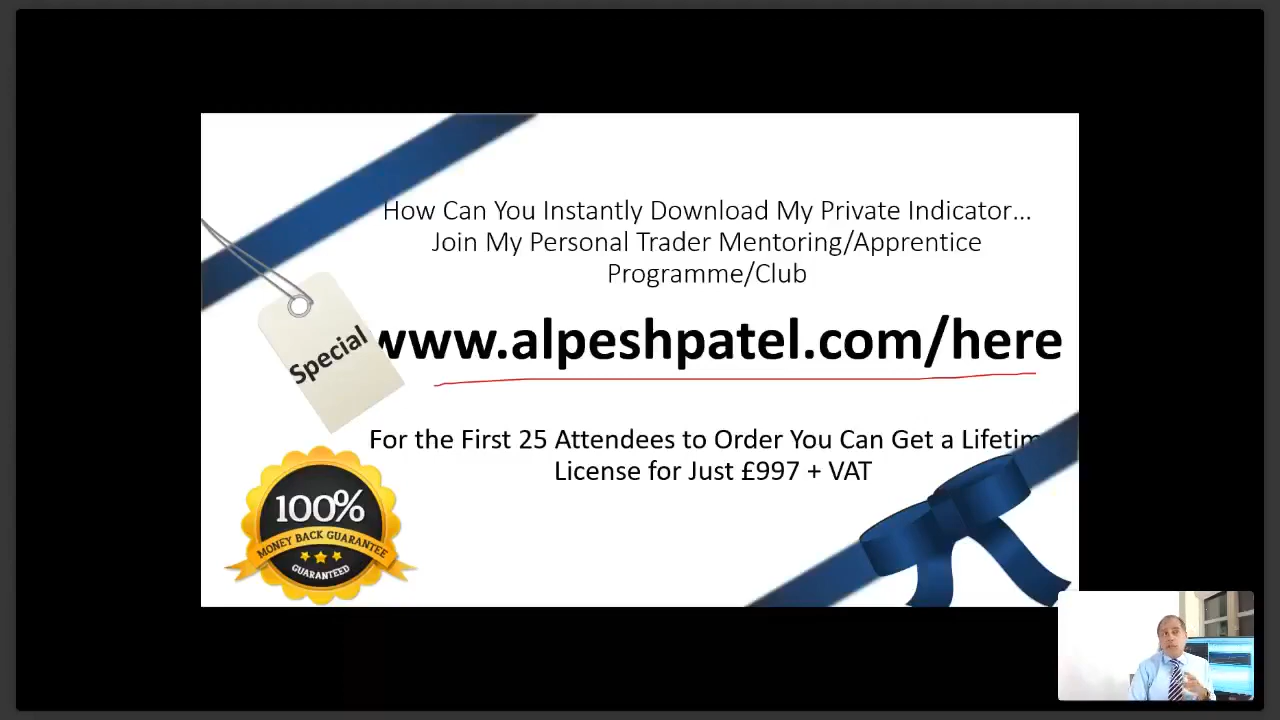 How Can You Instantly Download My Private Indicator...
Join My Personal Trader Mentoring/Apprentice
Programme/Club
www.alpeshpatel.com/here
Special
For the First 25 Attendees to Order You Can Get a Lifetim
License for Just £997 + VAT
100%
MONEY BACK GUARANTEE
GUARANTEED